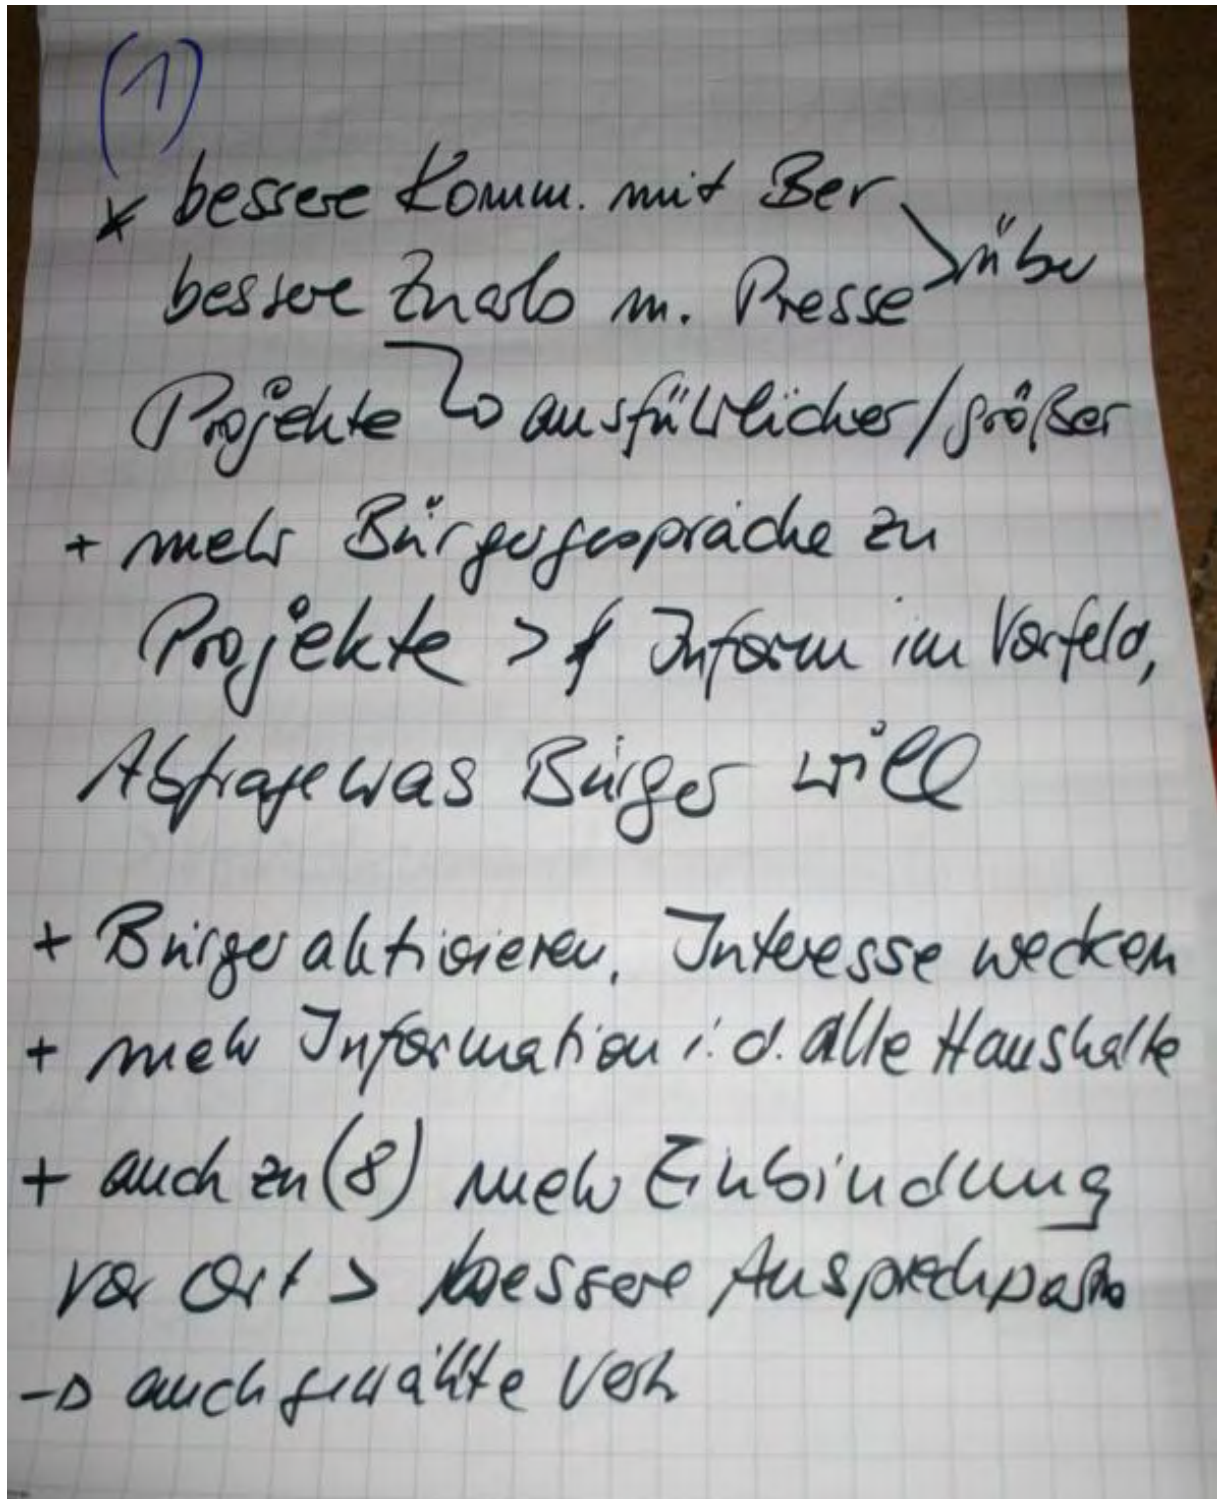 (1)
* bessere Komm. mit Ber
bessere Zusarb m. Presse > über
Projekte → ausführlicher/größer
+ mehr Bürgergespräche zu
Projekte > Inform im Vorfeld,
Abfrage was Bürger will
+ Bürger aktivieren, Interesse wecken
+ mehr Information i. d. alle Haushalte
+ auch zu (8) mehr Einbindung
vor Ort > bessere Ansprechpartn
→ auch gewählte Vertr